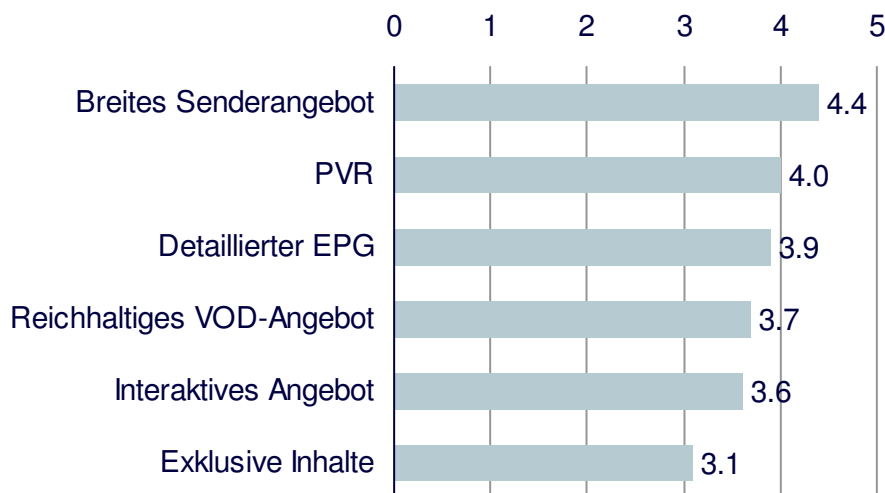 0 1 2 3 4 5
Breites Senderangebot 4.4
PVR 4.0
Detaillierter EPG 3.9
Reichhaltiges VOD-Angebot 3.7
Interaktives Angebot 3.6
Exklusive Inhalte 3.1